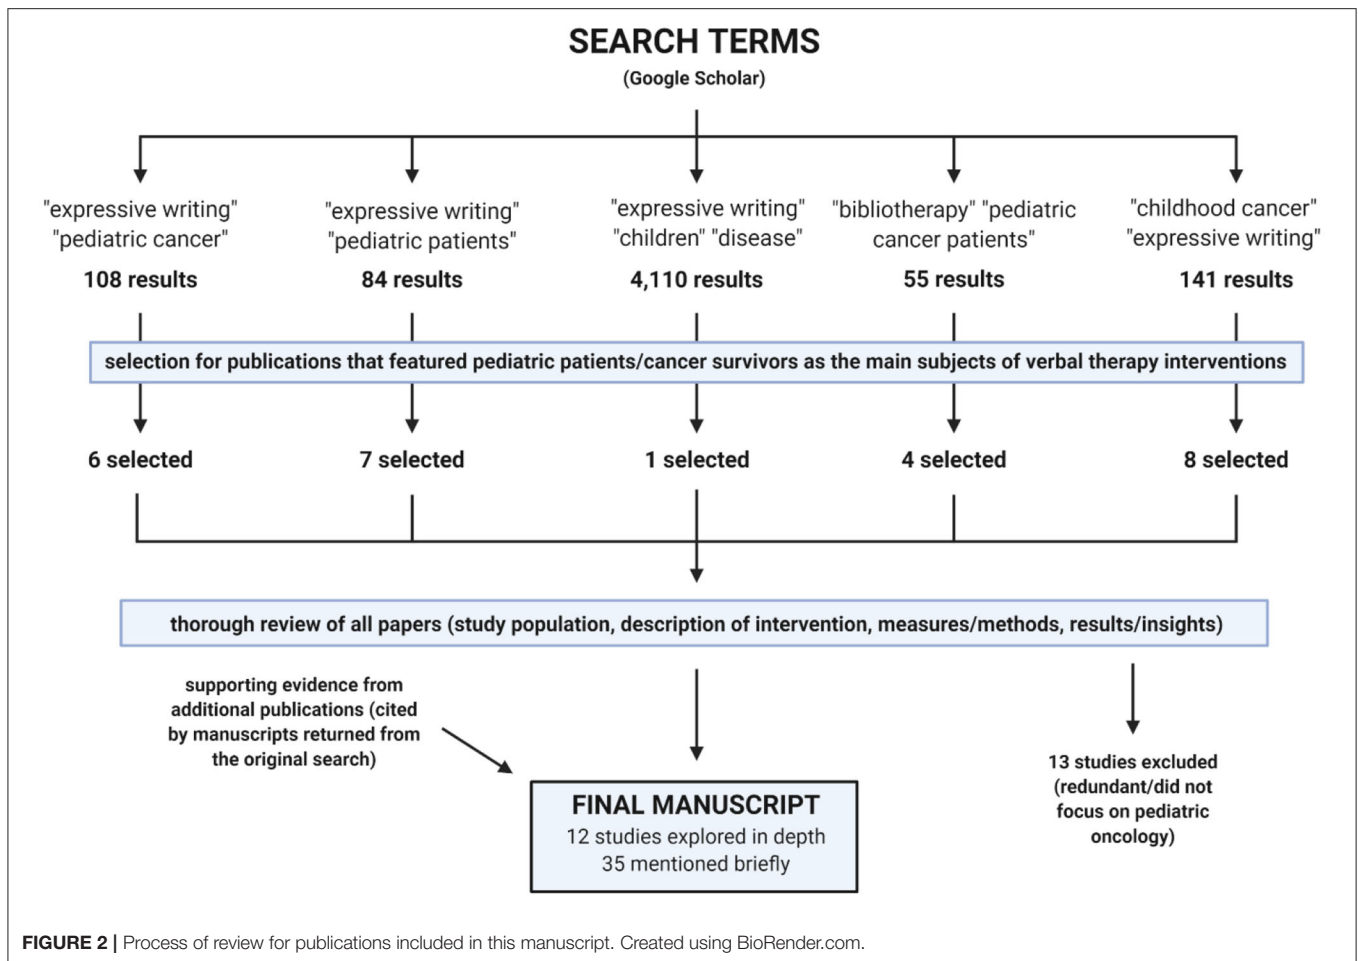 SEARCH TERMS
(Google Scholar)
"expressive writing"
"pediatric cancer"
108 results
"expressive writing"
"pediatric patients"
84 results
"expressive writing"
"children" "disease"
4,110 results
"bibliotherapy" "pediatric
cancer patients"
55 results
"childhood cancer"
"expressive writing"
141 results
selection for publications that featured pediatric patients/cancer survivors as the main subjects of verbal therapy interventions
6 selected
7 selected
1 selected
4 selected
8 selected
thorough review of all papers (study population, description of intervention, measures/methods, results/insights)
supporting evidence from
additional publications (cited
by manuscripts returned from
the original search)
13 studies excluded
(redundant/did not
focus on pediatric
oncology)
FINAL MANUSCRIPT
12 studies explored in depth
35 mentioned briefly
FIGURE 2 | Process of review for publications included in this manuscript. Created using BioRender.com.